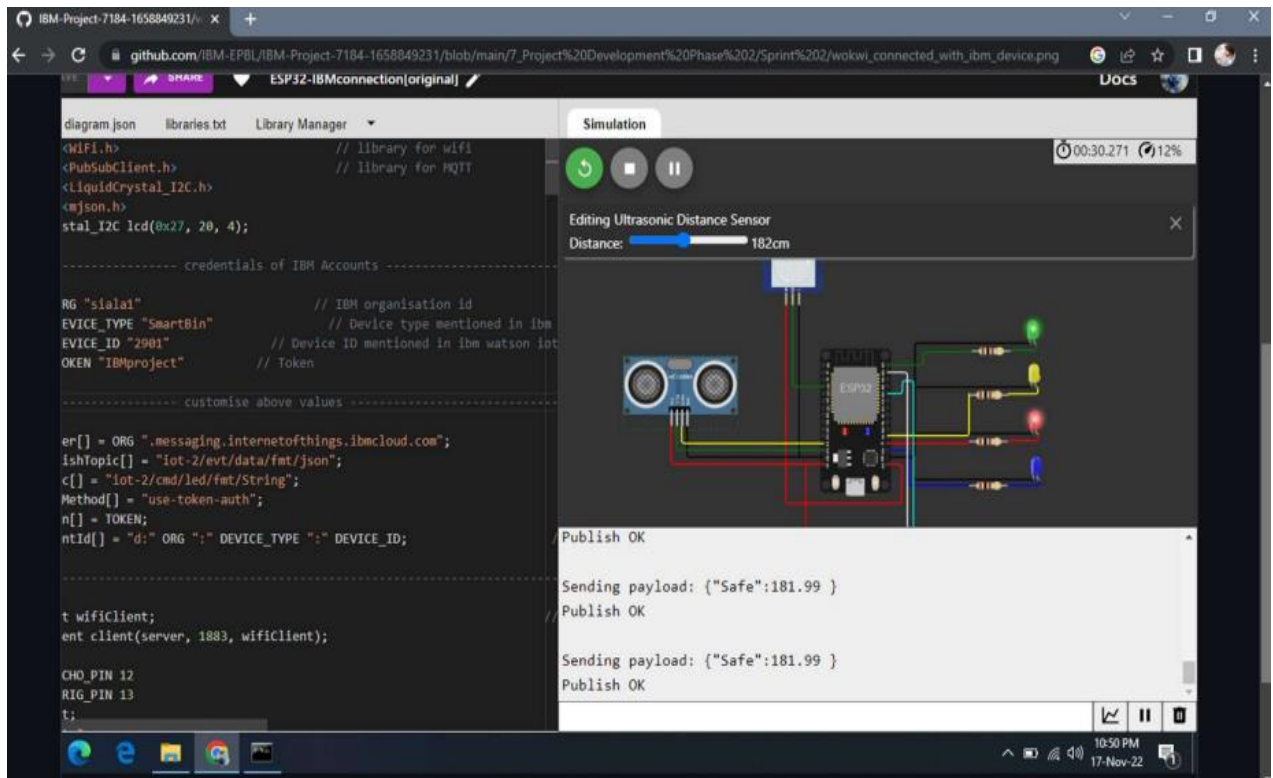 IBM-Project-7184-1658849231/
github.com/IBM-EPBL/IBM-Project-7184-1658849231/blob/main/7_Project%20Development%20Phase%202/Sprint%202/wokwi_connected_with_ibm_device.png
SHARE ESP32-IBMconnection[original] Docs
diagram.json libraries.txt Library Manager
<WiFi.h> // library for wifi
<PubSubClient.h> // library for MQTT
<LiquidCrystal_I2C.h>
<mjson.h>
stal_I2C lcd(0x27, 20, 4);
---------------- credentials of IBM Accounts ----------------
RG "sialai" // IBM organisation id
EVICE_TYPE "SmartBin" // Device type mentioned in ibm
EVICE_ID "2901" // Device ID mentioned in ibm watson iot
OKEN "IBMproject" // Token
---------------- customise above values ----------------
er[] = ORG ".messaging.internetofthings.ibmcloud.com";
ishTopic[] = "iot-2/evt/data/fmt/json";
c[] = "iot-2/cmd/led/fmt/String";
Method[] = "use-token-auth";
n[] = TOKEN;
ntId[] = "d:" ORG ":" DEVICE_TYPE ":" DEVICE_ID; /
t wifiClient; //
ent client(server, 1883, wifiClient);
CHO_PIN 12
RIG_PIN 13
t;
Simulation
00:30.271 12%
Editing Ultrasonic Distance Sensor
Distance: 182cm
ESP32
Publish OK
Sending payload: {"Safe":181.99 }
Publish OK
Sending payload: {"Safe":181.99 }
Publish OK
10:50 PM
17-Nov-22
1